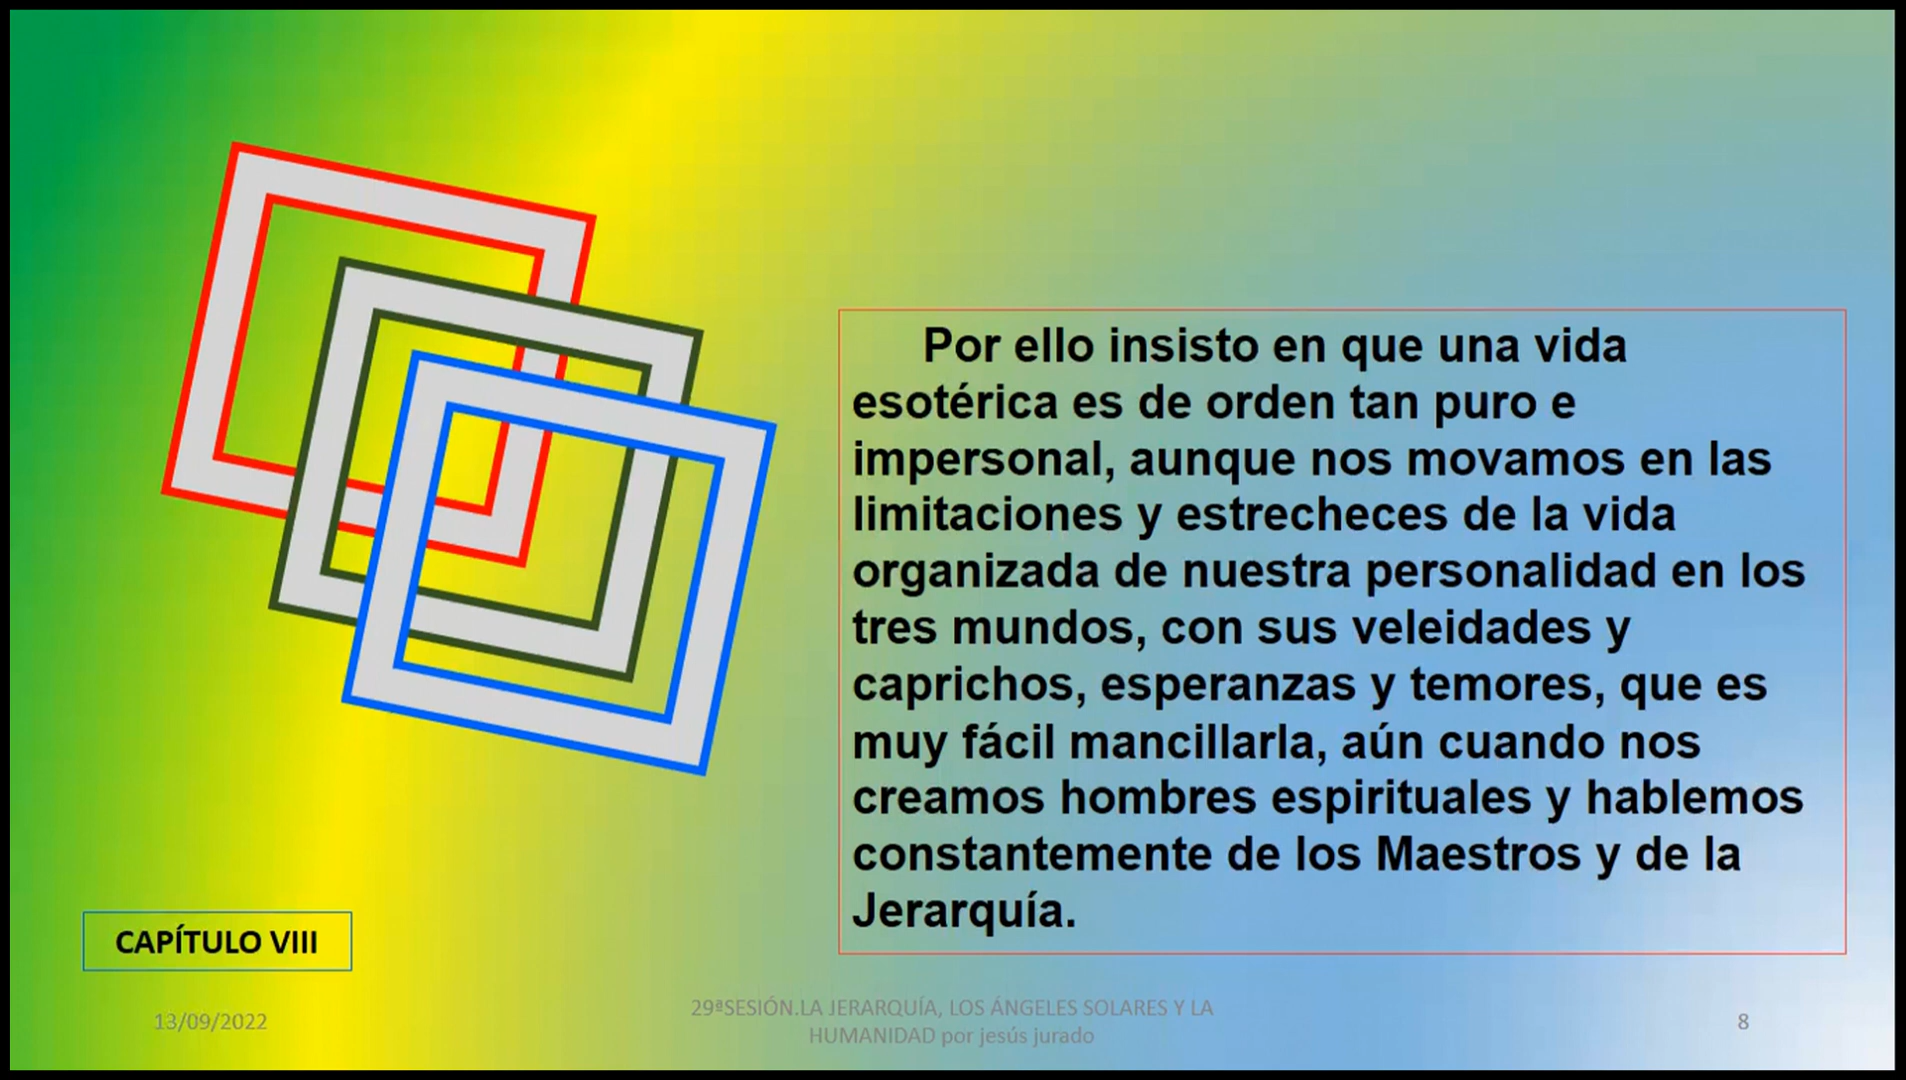 Por ello insisto en que una vida
esotérica es de orden tan puro e
impersonal, aunque nos movamos en las
limitaciones y estrecheces de la vida
organizada de nuestra personalidad en los
tres mundos, con sus veleidades y
caprichos, esperanzas y temores, que es
muy fácil mancillarla, aún cuando nos
creamos hombres espirituales y hablemos
constantemente de los Maestros y de la
Jerarquía.
CAPÍTULO VIII
13/09/2022
29ªSESIÓN.LA JERARQUÍA, LOS ÁNGELES SOLARES Y LA
HUMANIDAD por jesús jurado
8